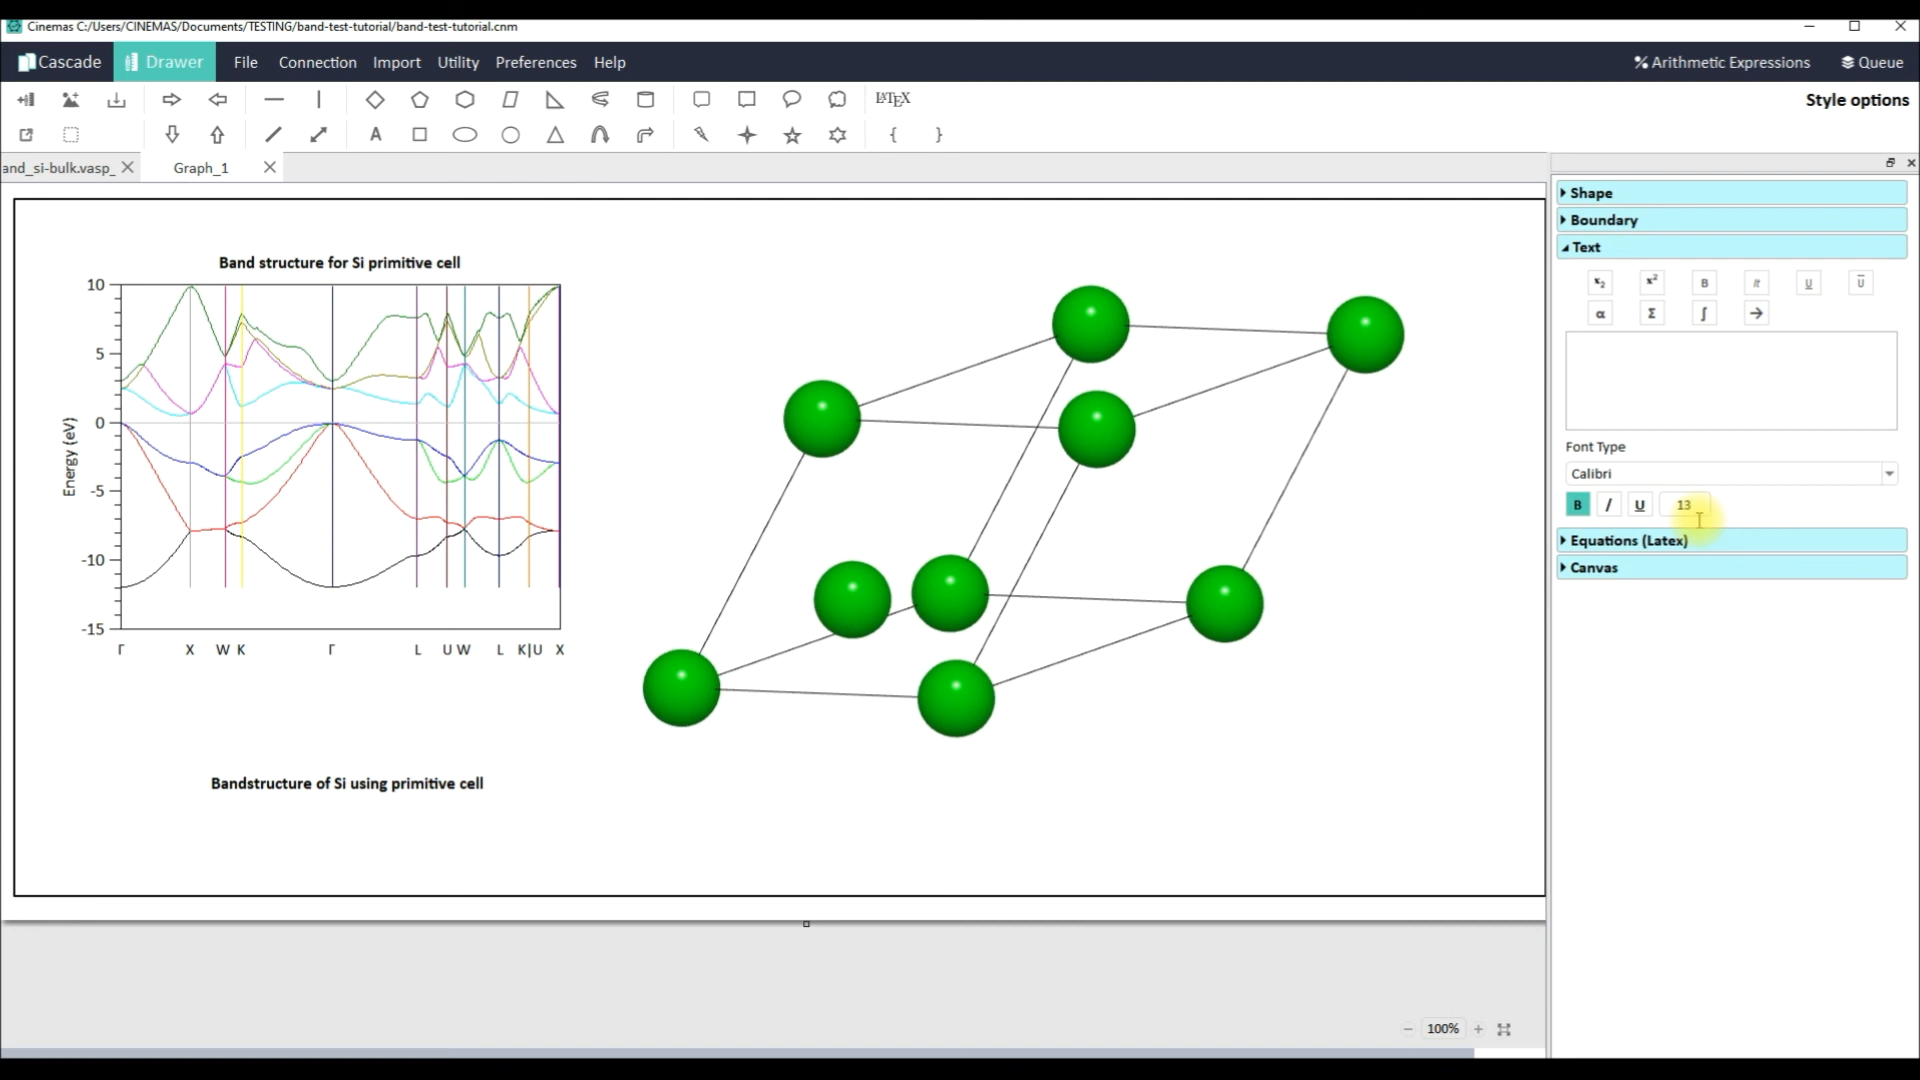 Cinemas C:/Users/CINEMAS/Documents/TESTING/band-test-tutorial/band-test-tutorial.cnm
Cascade Drawer File Connection Import Utility Preferences Help Arithmetic Expressions Queue
LATEX
Style options
A { }
and_si-bulk.vasp_ Graph_1
Shape
Boundary
Text
x2 x2 B It U U
α Σ ∫ →
Font Type
Calibri
B I U 13
Equations (Latex)
Canvas
Band structure for Si primitive cell
10
5
0
-5
-10
-15
Energy (eV)
Γ X W K Γ L U W L K|U X
Bandstructure of Si using primitive cell
100%